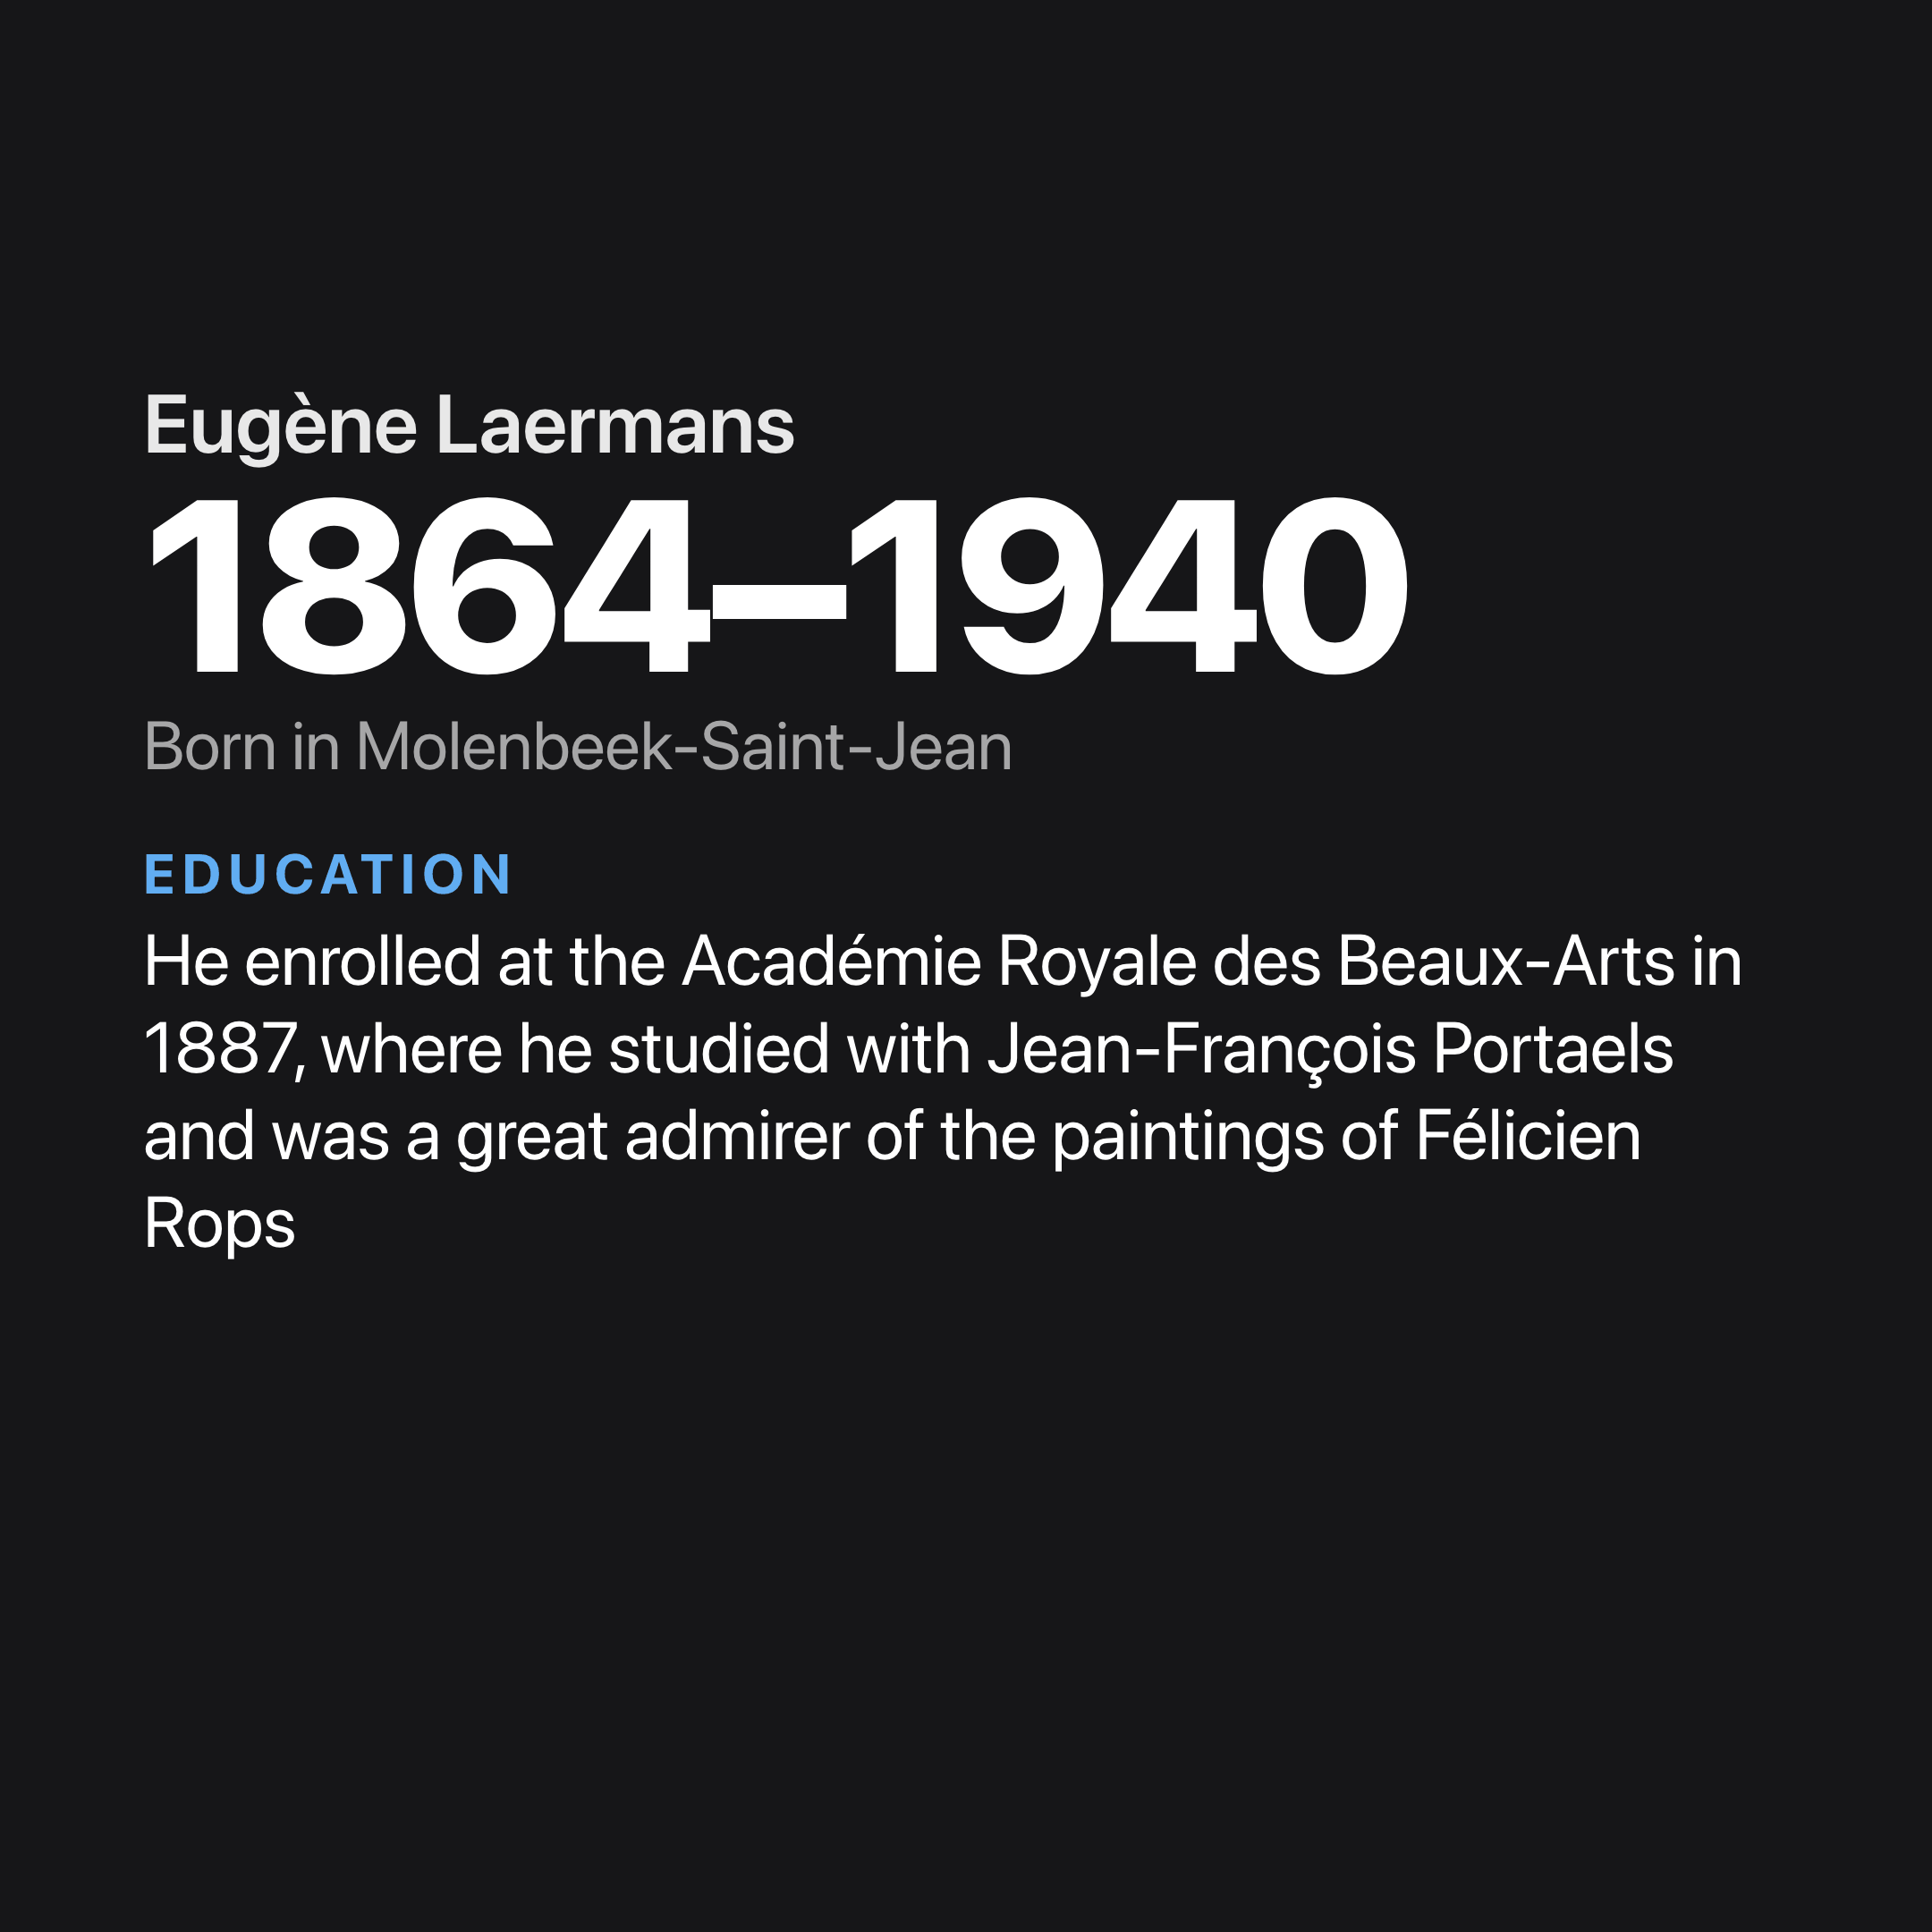 Eugène Laermans
1864–1940
Born in Molenbeek-Saint-Jean
EDUCATION
He enrolled at the Académie Royale des Beaux-Arts in
1887, where he studied with Jean-François Portaels
and was a great admirer of the paintings of Félicien
Rops